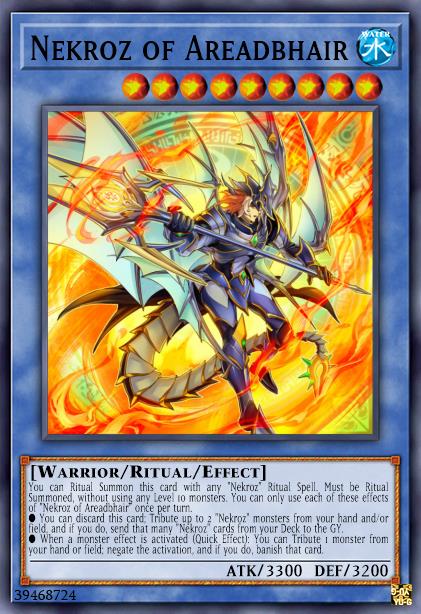 NEKROZ OF AREADBHAIR
WATER
水
[WARRIOR/RITUAL/EFFECT]
You can Ritual Summon this card with any "Nekroz" Ritual Spell. Must be Ritual
Summoned, without using any Level 10 monsters. You can only use each of these effects
of "Nekroz of Areadbhair" once per turn.
● You can discard this card; Tribute up to 2 "Nekroz" monsters from your hand and/or
field, and if you do, send that many "Nekroz" cards from your Deck to the GY.
● When a monster effect is activated (Quick Effect): You can Tribute 1 monster from
your hand or field; negate the activation, and if you do, banish that card.
ATK/3300 DEF/3200
39468724